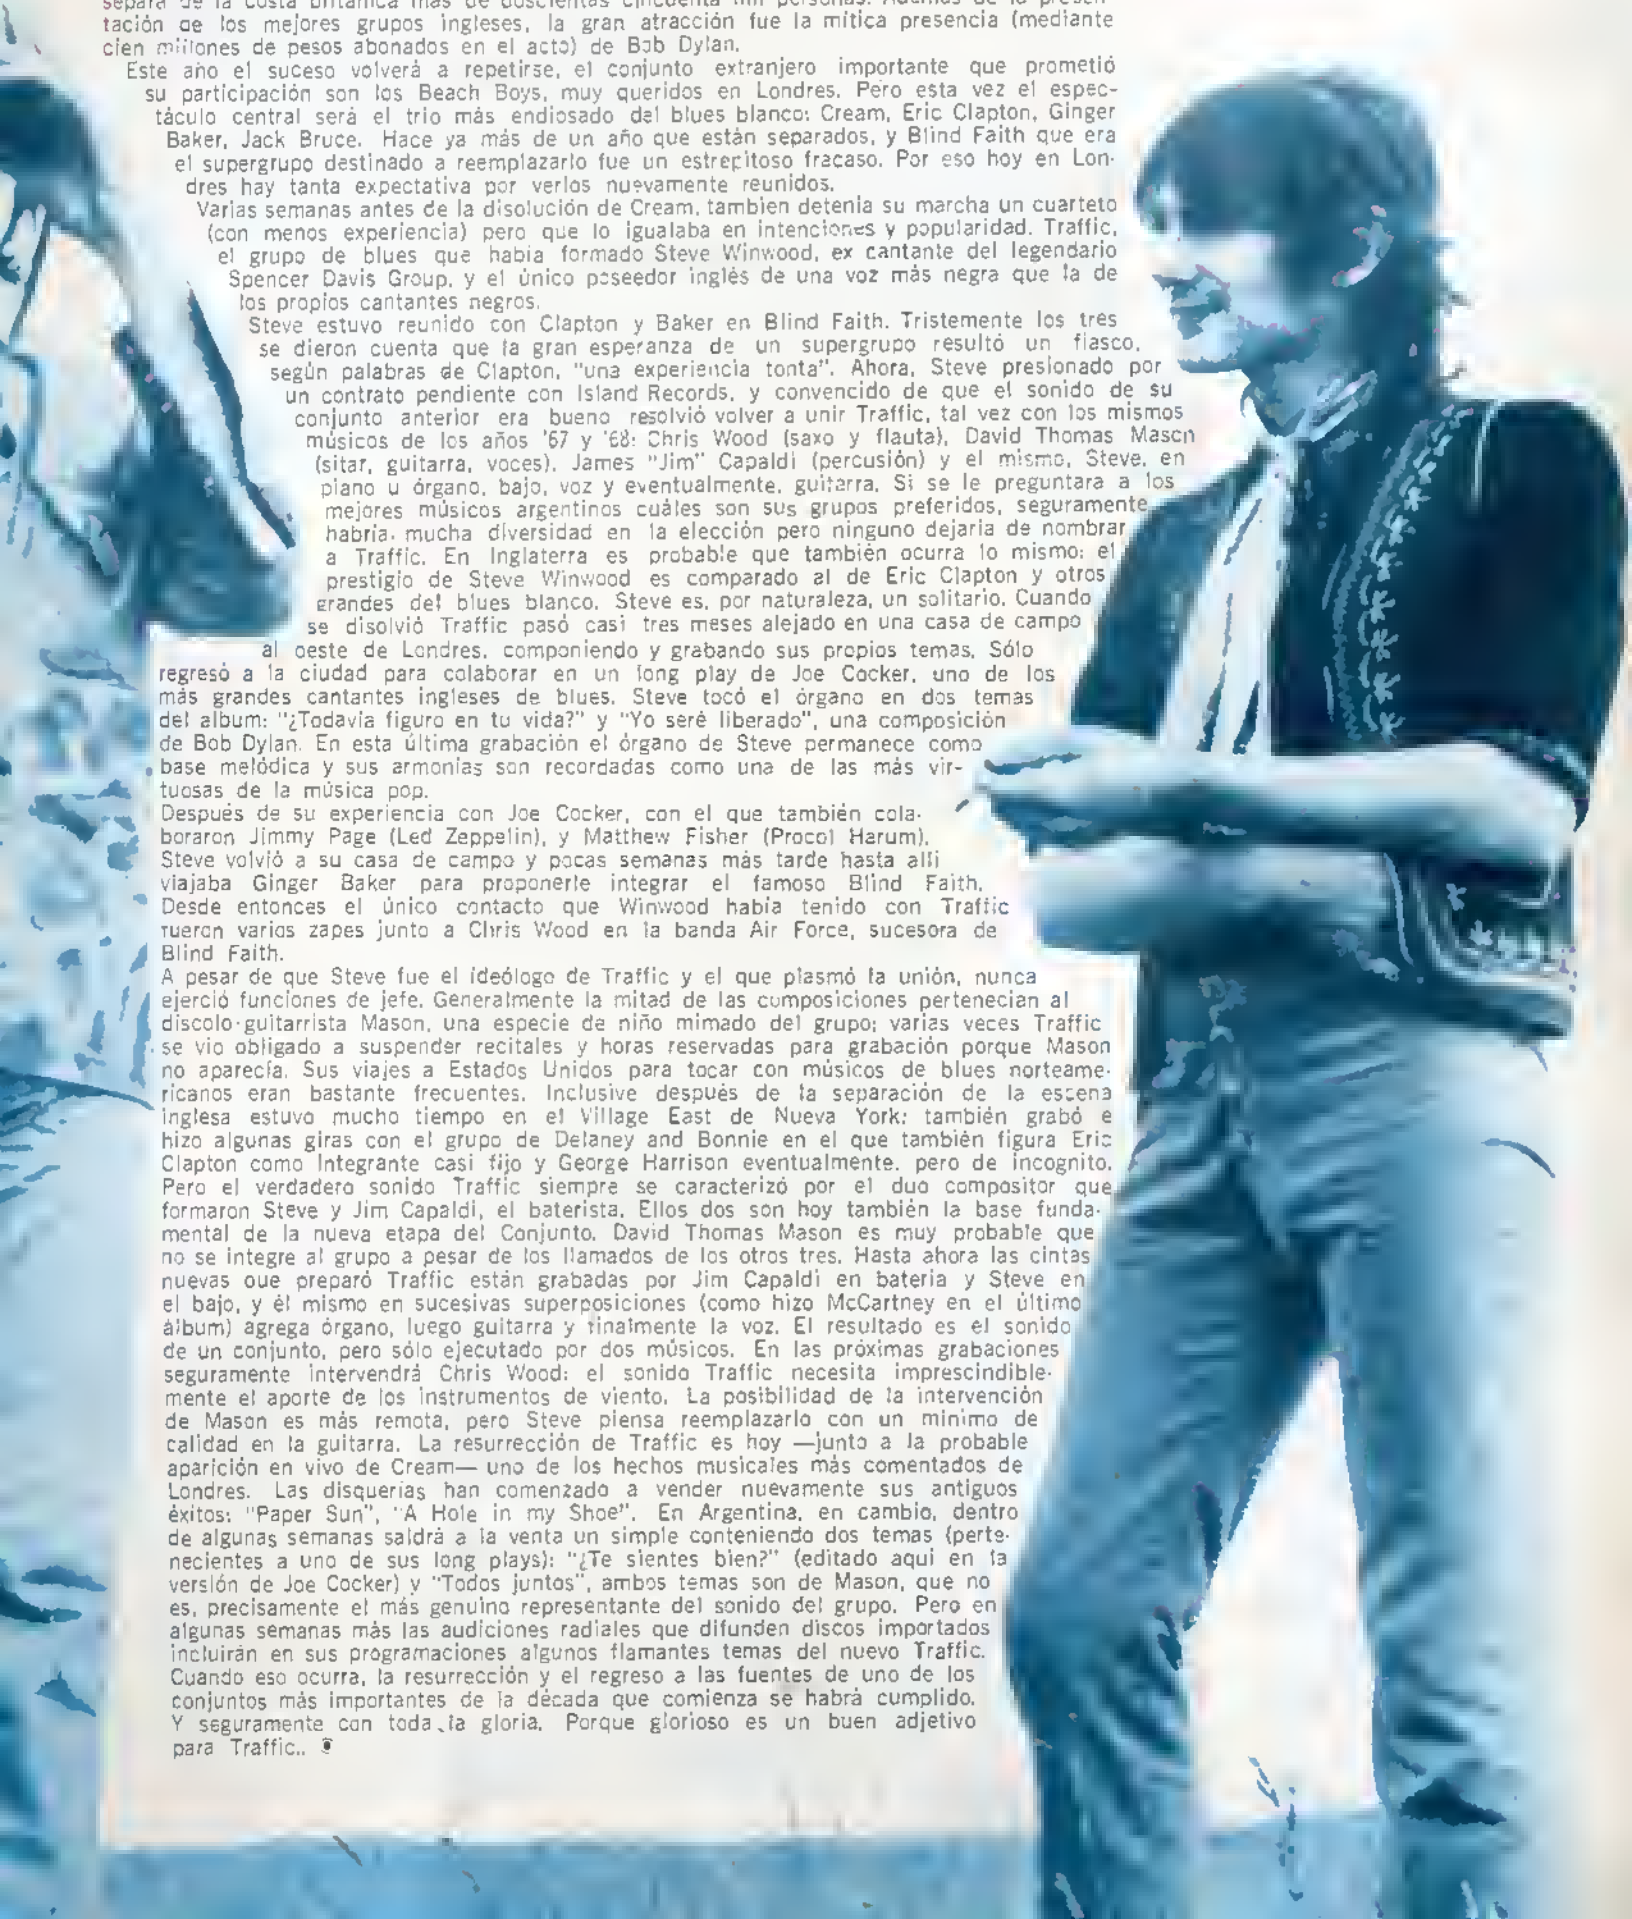 separa de la costa británica más de doscientas cincuenta mil personas. Además de la presen-
tación de los mejores grupos ingleses, la gran atracción fue la mítica presencia (mediante
cien millones de pesos abonados en el acto) de Bob Dylan.
Este año el suceso volverá a repetirse, el conjunto extranjero importante que prometió
su participación son los Beach Boys, muy queridos en Londres. Pero esta vez el espec-
táculo central será el trio más endiosado del blues blanco: Cream, Eric Clapton, Ginger
Baker, Jack Bruce. Hace ya más de un año que están separados, y Blind Faith que era
el supergrupo destinado a reemplazarlo fue un estrepitoso fracaso. Por eso hoy en Lon-
dres hay tanta expectativa por verlos nuevamente reunidos.
Varias semanas antes de la disolución de Cream, tambien detenia su marcha un cuarteto
(con menos experiencia) pero que lo igualaba en intenciones y popularidad. Traffic,
el grupo de blues que habia formado Steve Winwood, ex cantante del legendario
Spencer Davis Group, y el único poseedor inglés de una voz más negra que la de
los propios cantantes negros.
Steve estuvo reunido con Clapton y Baker en Blind Faith. Tristemente los tres
se dieron cuenta que la gran esperanza de un supergrupo resultó un fiasco,
según palabras de Clapton, "una experiencia tonta". Ahora, Steve presionado por
un contrato pendiente con Island Records, y convencido de que el sonido de su
conjunto anterior era bueno resolvió volver a unir Traffic, tal vez con los mismos
músicos de los años '67 y '68: Chris Wood (saxo y flauta), David Thomas Mason
(sitar, guitarra, voces), James "Jim" Capaldi (percusión) y el mismo, Steve, en
piano u órgano, bajo, voz y eventualmente, guitarra. Si se le preguntara a los
mejores músicos argentinos cuáles son sus grupos preferidos, seguramente
habría mucha diversidad en la elección pero ninguno dejaria de nombrar
a Traffic. En Inglaterra es probable que también ocurra lo mismo: el
prestigio de Steve Winwood es comparado al de Eric Clapton y otros
grandes del blues blanco. Steve es, por naturaleza, un solitario. Cuando
se disolvió Traffic pasó casi tres meses alejado en una casa de campo
al oeste de Londres, componiendo y grabando sus propios temas. Sólo
regresó a la ciudad para colaborar en un long play de Joe Cocker, uno de los
más grandes cantantes ingleses de blues. Steve tocó el órgano en dos temas
del album: "¿Todavía figuro en tu vida?" y "Yo seré liberado", una composición
de Bob Dylan. En esta última grabación el órgano de Steve permanece como
base melódica y sus armonias son recordadas como una de las más vir-
tuosas de la música pop.
Después de su experiencia con Joe Cocker, con el que también cola-
boraron Jimmy Page (Led Zeppelin), y Matthew Fisher (Procol Harum),
Steve volvió a su casa de campo y pocas semanas más tarde hasta alli
viajaba Ginger Baker para proponerle integrar el famoso Blind Faith.
Desde entonces el único contacto que Winwood habia tenido con Traffic
fueron varios zapes junto a Chris Wood en la banda Air Force, sucesora de
Blind Faith.
A pesar de que Steve fue el ideólogo de Traffic y el que plasmó la unión, nunca
ejerció funciones de jefe. Generalmente la mitad de las composiciones pertenecian al
discolo guitarrista Mason, una especie de niño mimado del grupo; varias veces Traffic
se vio obligado a suspender recitales y horas reservadas para grabación porque Mason
no aparecía. Sus viajes a Estados Unidos para tocar con músicos de blues norteame-
ricanos eran bastante frecuentes. Inclusive después de la separación de la escena
inglesa estuvo mucho tiempo en el Village East de Nueva York; también grabó e
hizo algunas giras con el grupo de Delaney and Bonnie en el que también figura Eric
Clapton como integrante casi fijo y George Harrison eventualmente, pero de incognito.
Pero el verdadero sonido Traffic siempre se caracterizó por el duo compositor que
formaron Steve y Jim Capaldi, el baterista. Ellos dos son hoy también la base funda-
mental de la nueva etapa del Conjunto. David Thomas Mason es muy probable que
no se integre al grupo a pesar de los llamados de los otros tres. Hasta ahora las cintas
nuevas que preparó Traffic están grabadas por Jim Capaldi en bateria y Steve en
el bajo, y él mismo en sucesivas superposiciones (como hizo McCartney en el último
álbum) agrega órgano, luego guitarra y finalmente la voz. El resultado es el sonido
de un conjunto, pero sólo ejecutado por dos músicos. En las próximas grabaciones
seguramente intervendrá Chris Wood: el sonido Traffic necesita imprescindible-
mente el aporte de los instrumentos de viento. La posibilidad de la intervención
de Mason es más remota, pero Steve piensa reemplazarlo con un minimo de
calidad en la guitarra. La resurrección de Traffic es hoy —junto a la probable
aparición en vivo de Cream— uno de los hechos musicales más comentados de
Londres. Las disquerias han comenzado a vender nuevamente sus antiguos
éxitos: "Paper Sun", "A Hole in my Shoe". En Argentina, en cambio, dentro
de algunas semanas saldrá a la venta un simple conteniendo dos temas (perte-
necientes a uno de sus long plays): "¿Te sientes bien?" (editado aqui en la
versión de Joe Cocker) y "Todos juntos", ambos temas son de Mason, que no
es, precisamente el más genuino representante del sonido del grupo. Pero en
algunas semanas más las audiciones radiales que difunden discos importados
incluirán en sus programaciones algunos flamantes temas del nuevo Traffic.
Cuando eso ocurra, la resurrección y el regreso a las fuentes de uno de los
conjuntos más importantes de la década que comienza se habrá cumplido.
Y seguramente con toda la gloria. Porque glorioso es un buen adjetivo
para Traffic..